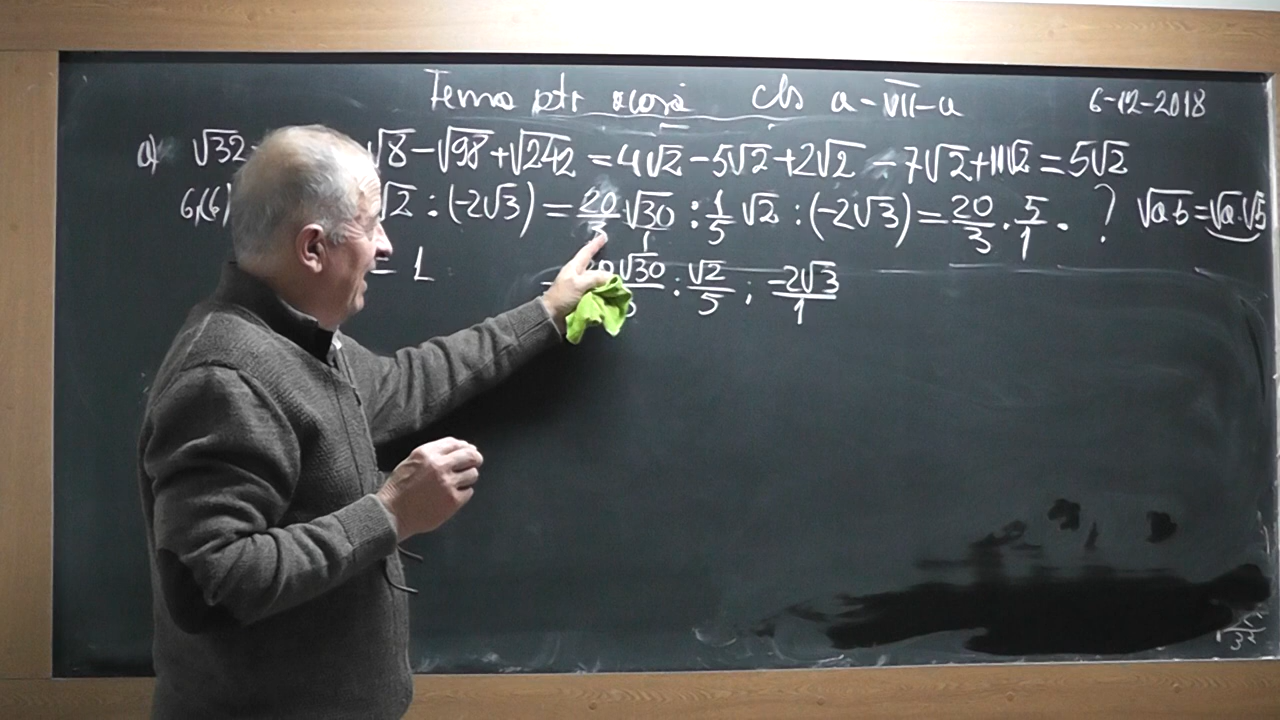 Tema ptr acasă cls a-VII-a 6-12-2018
a) √32 √8-√98+√242 =4√2-5√2+2√2-7√2+11√2=5√2
6,(6) √2:(-2√3)=20/3√30:1/5√2:(-2√3)=20/3·5/1· ? √a·b=√a·√b
=1 √30:√2/5; -2√3/1